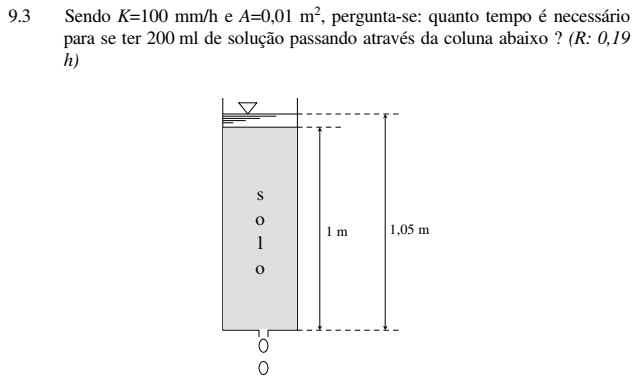 9.3 Sendo K=100 mm/h e A=0,01 m², pergunta-se: quanto tempo é necessário
para se ter 200 ml de solução passando através da coluna abaixo ? (R: 0,19
h)
s
o
l
o
1 m
1,05 m